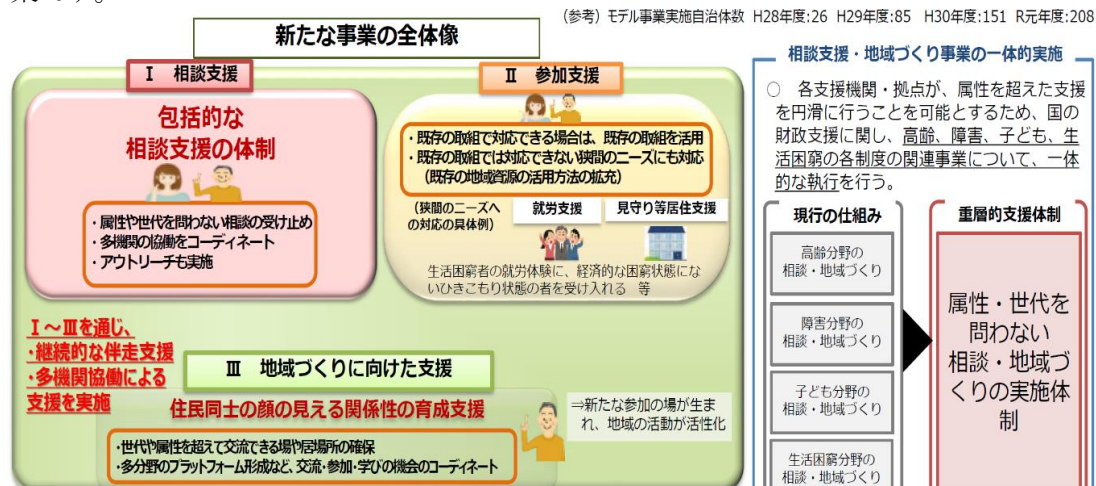 (参考) モデル事業実施自治体数 H28年度:26 H29年度:85 H30年度:151 R元年度:208
新たな事業の全体像
Ⅰ 相談支援
包括的な
相談支援の体制
・属性や世代を問わない相談の受け止め
・多機関の協働をコーディネート
・アウトリーチも実施
Ⅱ 参加支援
・既存の取組で対応できる場合は、既存の取組を活用
・既存の取組では対応できない狭間のニーズにも対応
(既存の地域資源の活用方法の拡充)
(狭間のニーズへ
の対応の具体例)
就労支援
見守り等居住支援
生活困窮者の就労体験に、経済的な困窮状態にな
いひきこもり状態の者を受け入れる 等
Ⅰ～Ⅲを通じ、
・継続的な伴走支援
・多機関協働による
支援を実施
Ⅲ 地域づくりに向けた支援
住民同士の顔の見える関係性の育成支援
・世代や属性を超えて交流できる場や居場所の確保
・多分野のプラットフォーム形成など、交流・参加・学びの機会のコーディネート
⇒新たな参加の場が生ま
れ、地域の活動が活性化
相談支援・地域づくり事業の一体的実施
○ 各支援機関・拠点が、属性を超えた支援
を円滑に行うことを可能とするため、国の
財政支援に関し、高齢、障害、子ども、生
活困窮の各制度の関連事業について、一体
的な執行を行う。
現行の仕組み
高齢分野の
相談・地域づくり
障害分野の
相談・地域づくり
子ども分野の
相談・地域づくり
生活困窮分野の
相談・地域づくり
重層的支援体制
属性・世代を
問わない
相談・地域づ
くりの実施体
制